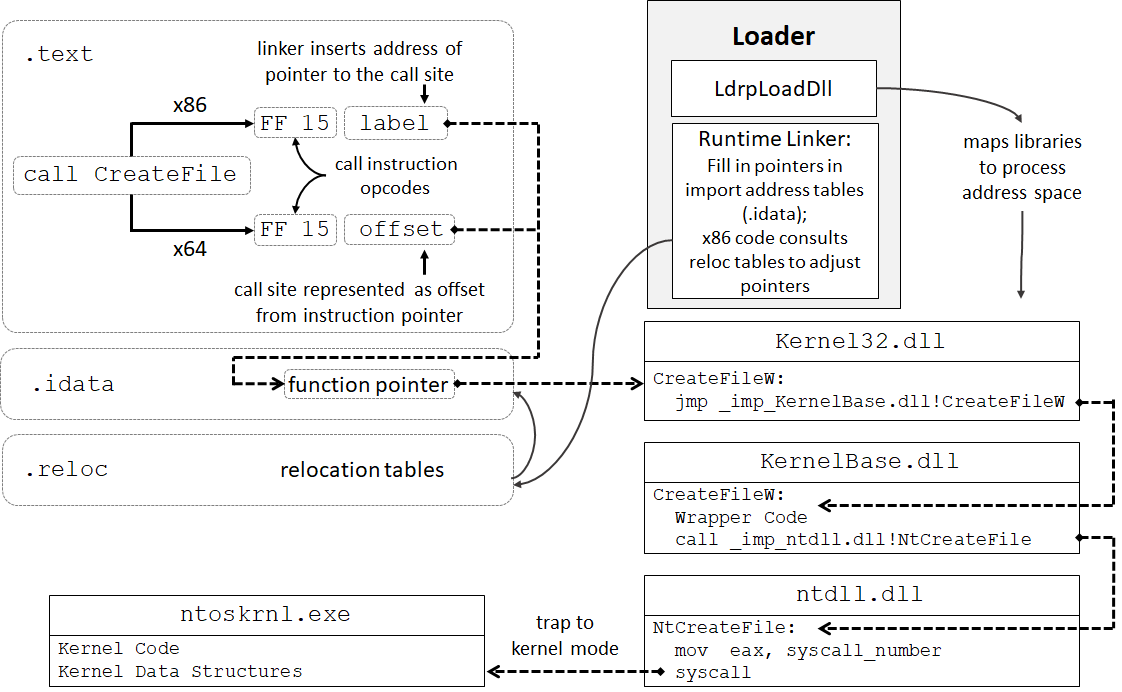 .text
linker inserts address of
pointer to the call site
x86
FF 15
label
call CreateFile
call instruction
opcodes
FF 15
offset
x64
call site represented as offset
from instruction pointer
.idata
function pointer
.reloc
relocation tables
Loader
LdrpLoadDll
Runtime Linker:
Fill in pointers in
import address tables
(.idata);
x86 code consults
reloc tables to adjust
pointers
maps libraries
to process
address space
Kernel32.dll
CreateFileW:
jmp _imp_KernelBase.dll!CreateFileW
KernelBase.dll
CreateFileW:
Wrapper Code
call _imp_ntdll.dll!NtCreateFile
ntdll.dll
NtCreateFile:
mov eax, syscall_number
syscall
trap to
kernel mode
ntoskrnl.exe
Kernel Code
Kernel Data Structures